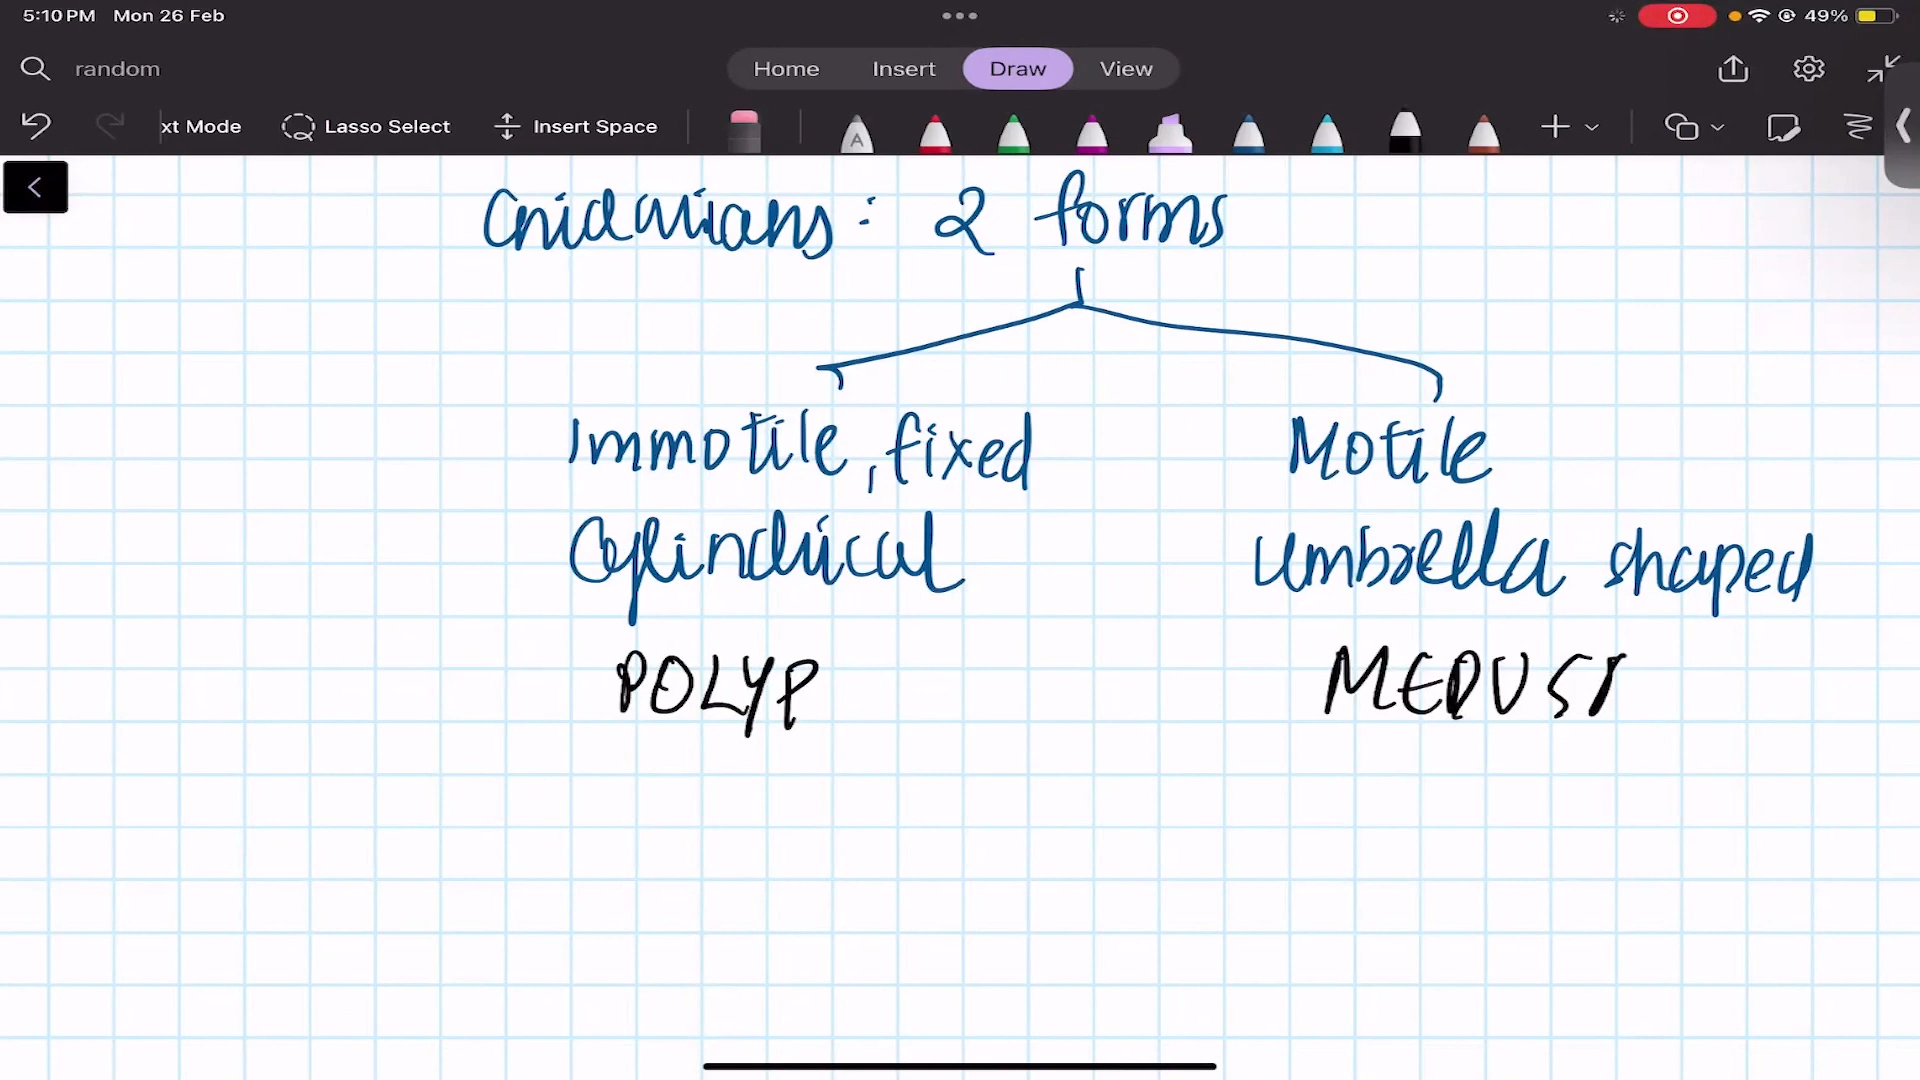 5:10 PM Mon 26 Feb
49%
random
Home Insert Draw View
xt Mode Lasso Select Insert Space
A
Cnidarians : 2 forms
Immotile, fixed
Motile
Cylindrical
Umbrella shaped
POLYP